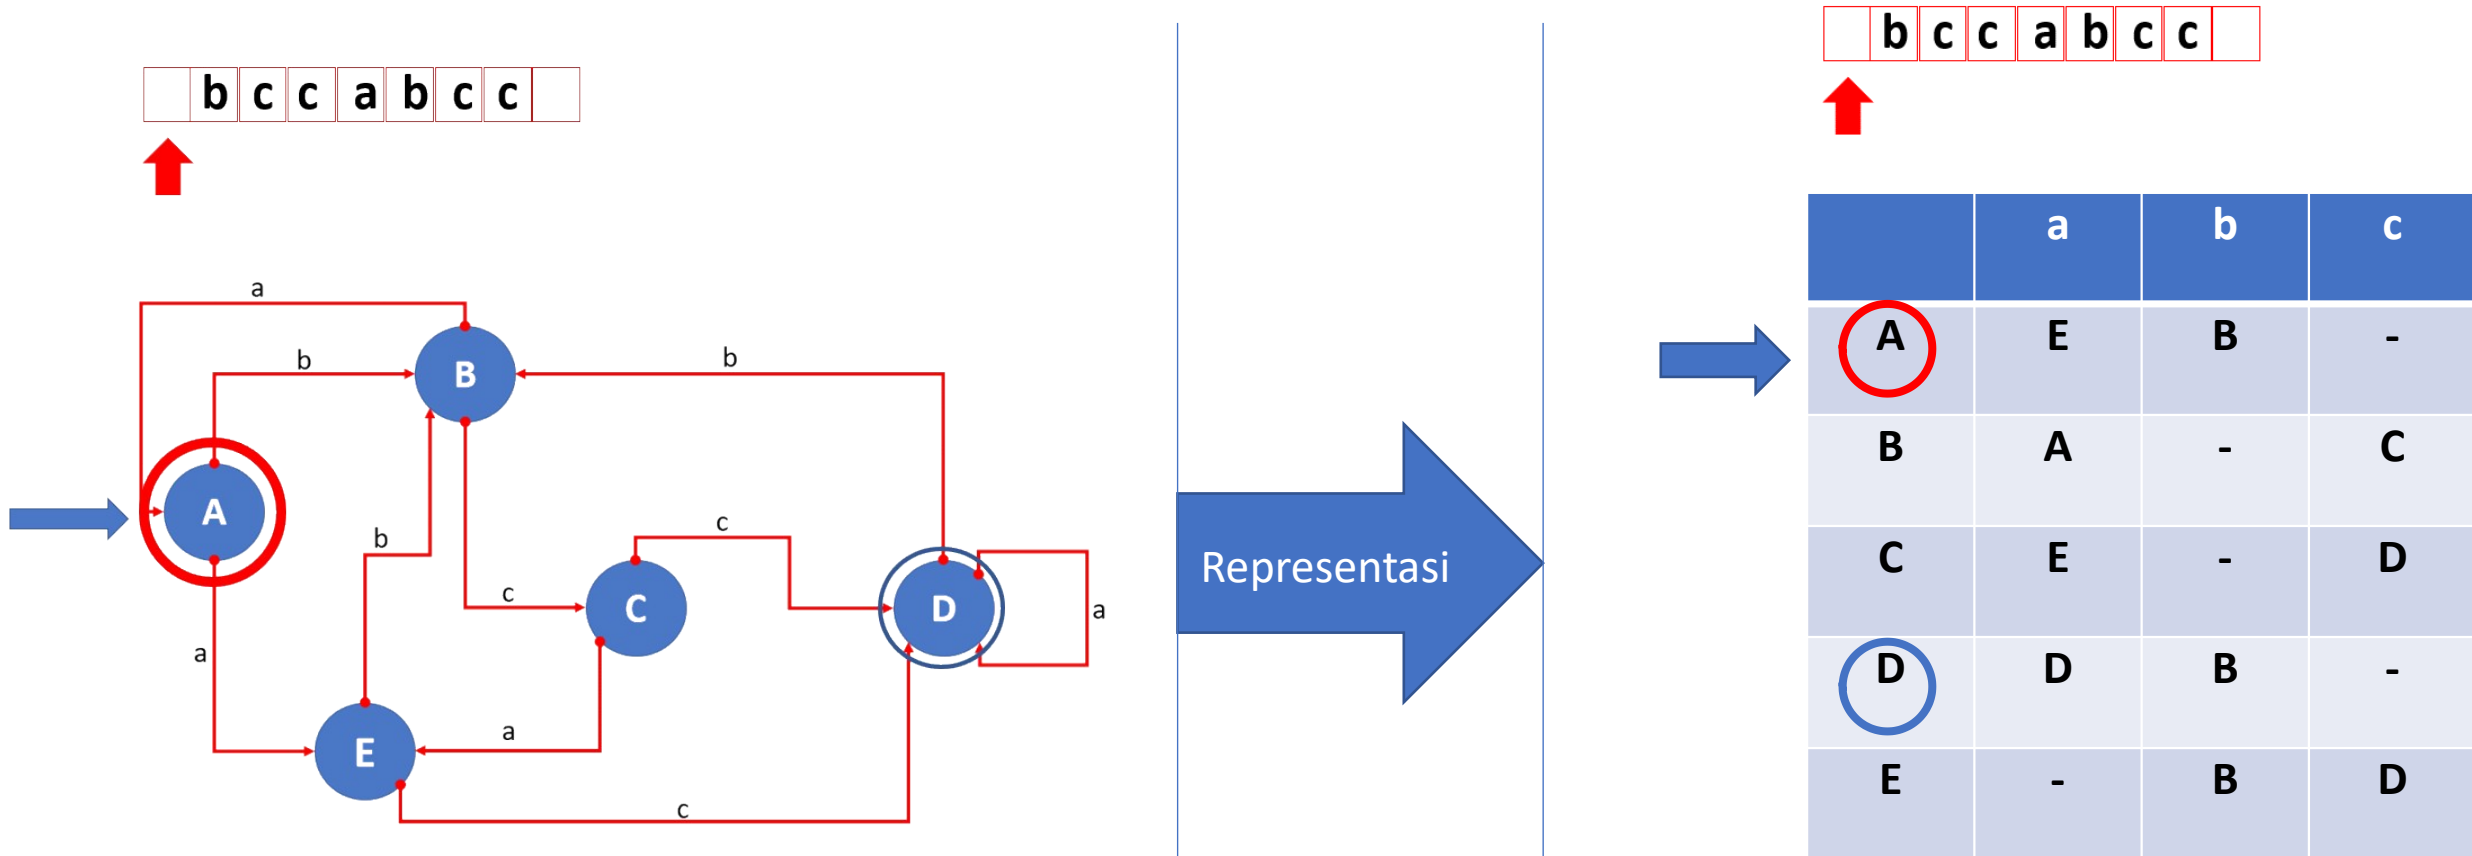 b c c a b c c
a
b
B
b
A
b
c
c
C
D
a
a
E
a
c
Representasi
b c c a b c c
a b c
A E B -
B A - C
C E - D
D D B -
E - B D